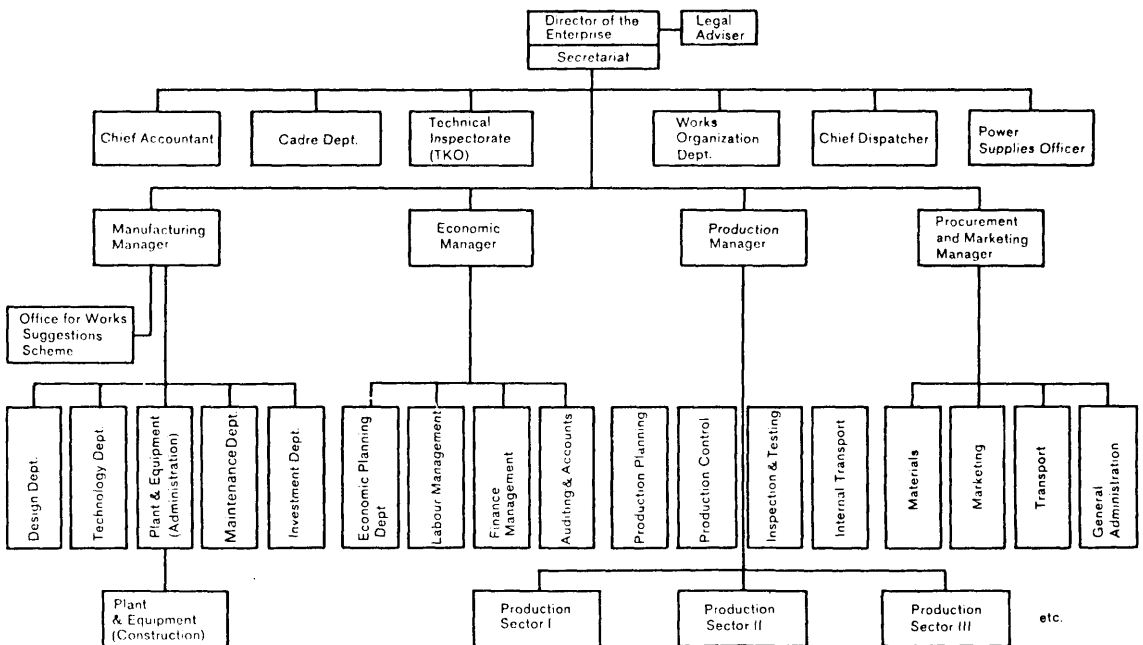 Director of the
Enterprise
Secretariat
Legal
Adviser
Chief Accountant
Cadre Dept.
Technical
Inspectorate
(TKO)
Works
Organization
Dept.
Chief Dispatcher
Power
Supplies Officer
Manufacturing
Manager
Economic
Manager
Production
Manager
Procurement
and Marketing
Manager
Office for Works
Suggestions
Scheme
Design Dept.
Technology Dept.
Plant & Equipment
(Administration)
Maintenance Dept.
Investment Dept.
Economic Planning
Dept
Labour Management
Finance
Management
Auditing & Accounts
Production Planning
Production Control
Inspection & Testing
Internal Transport
Materials
Marketing
Transport
General
Administration
Plant
& Equipment
(Construction)
Production
Sector I
Production
Sector II
Production
Sector III
etc.